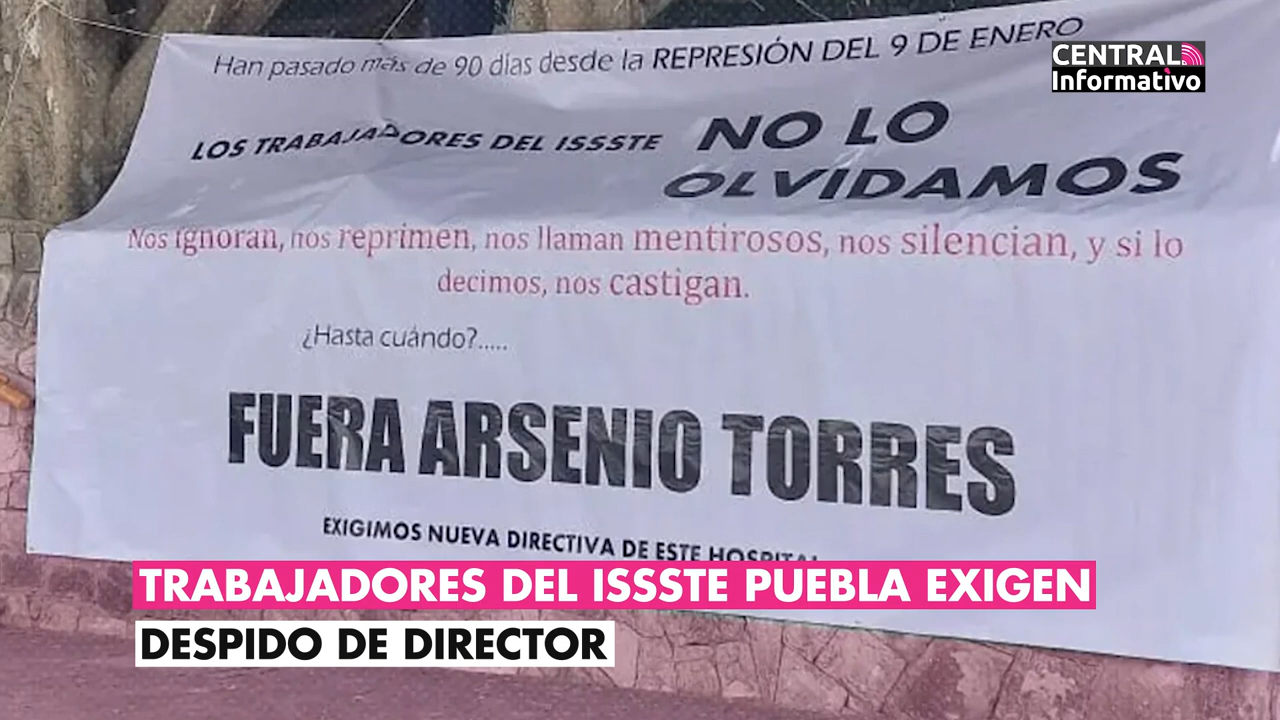 Han pasado más de 90 días desde la REPRESIÓN DEL 9 DE ENERO
CENTRAL
Informativo
LOS TRABAJADORES DEL ISSSTE NO LO
OLVIDAMOS
Nos ignoran, nos reprimen, nos llaman mentirosos, nos silencian, y si lo
decimos, nos castigan.
¿Hasta cuándo?.....
FUERA ARSENIO TORRES
EXIGIMOS NUEVA DIRECTIVA DE ESTE HOSPITAL
TRABAJADORES DEL ISSSTE PUEBLA EXIGEN
DESPIDO DE DIRECTOR